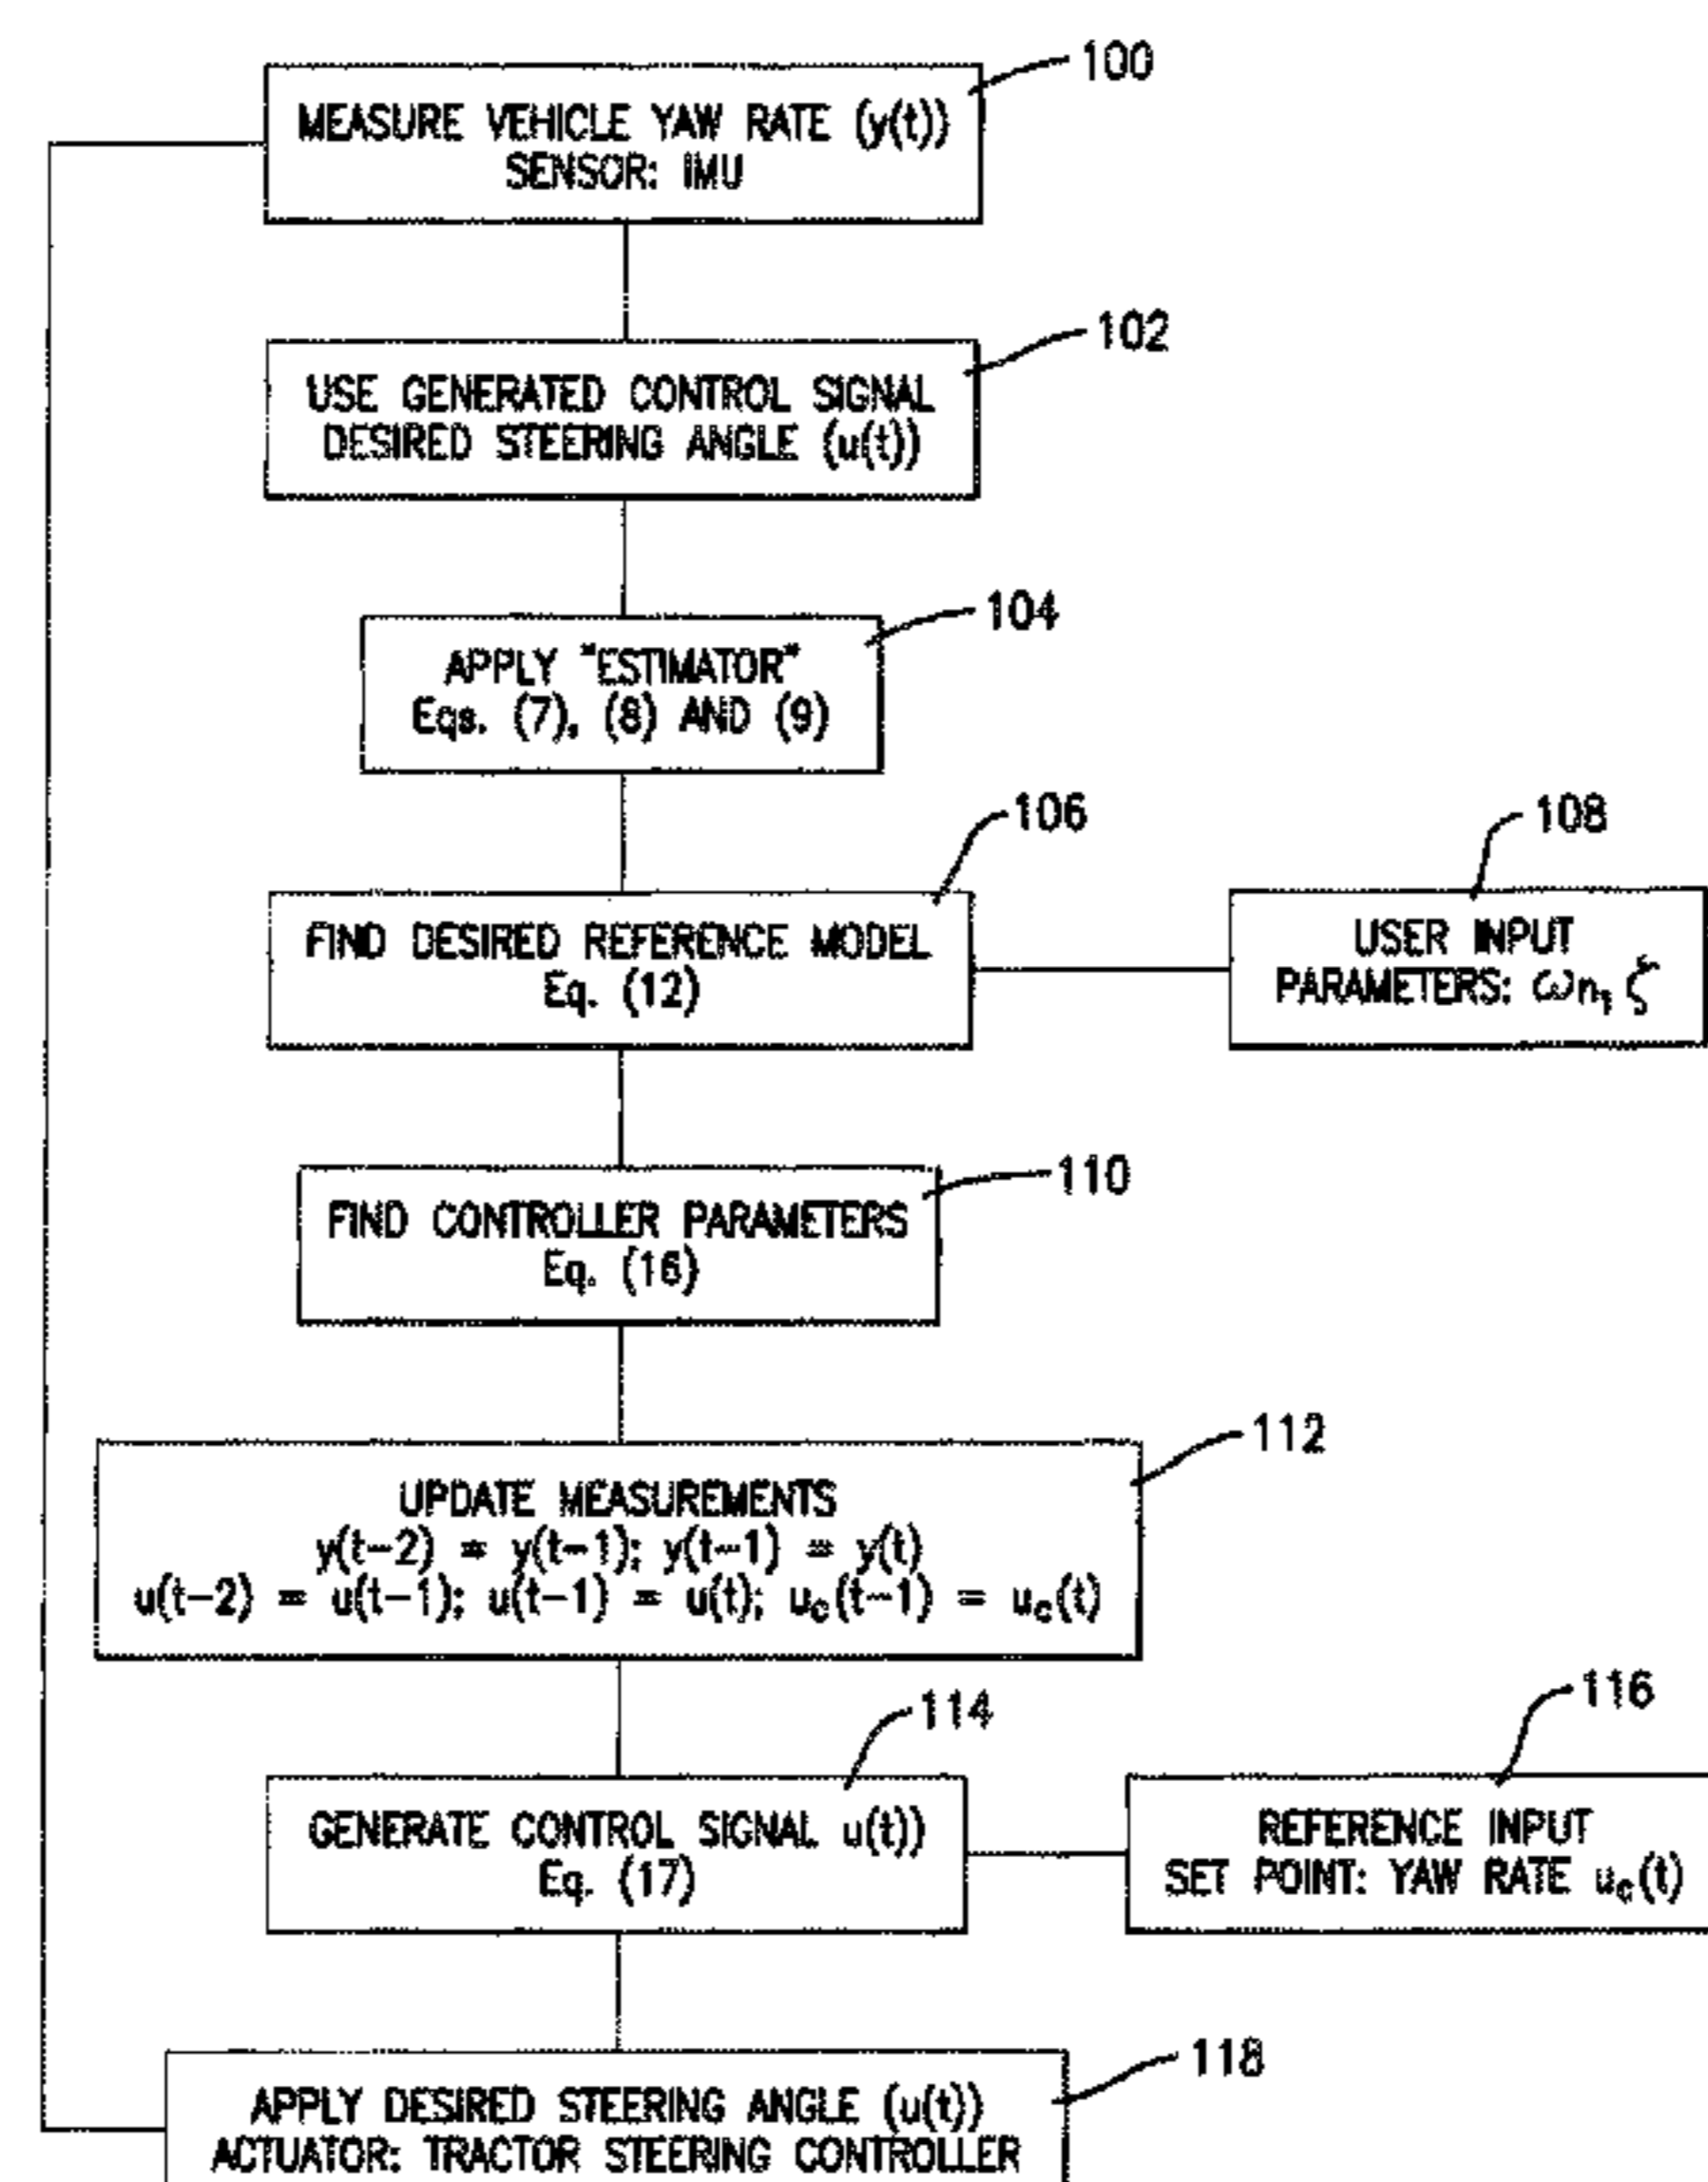 100
MEASURE VEHICLE YAW RATE (y(t))
SENSOR: IMU
102
USE GENERATED CONTROL SIGNAL
DESIRED STEERING ANGLE (u(t))
104
APPLY "ESTIMATOR"
Eqs. (7), (8) AND (9)
106
FIND DESIRED REFERENCE MODEL
Eq. (12)
108
USER INPUT
PARAMETERS: ωn, ζ
110
FIND CONTROLLER PARAMETERS
Eq. (16)
112
UPDATE MEASUREMENTS
y(t-2) = y(t-1); y(t-1) = y(t)
u(t-2) = u(t-1); u(t-1) = u(t); u_c(t-1) = u_c(t)
114
GENERATE CONTROL SIGNAL u(t))
Eq. (17)
116
REFERENCE INPUT
SET POINT: YAW RATE u_c(t)
118
APPLY DESIRED STEERING ANGLE (u(t))
ACTUATOR: TRACTOR STEERING CONTROLLER